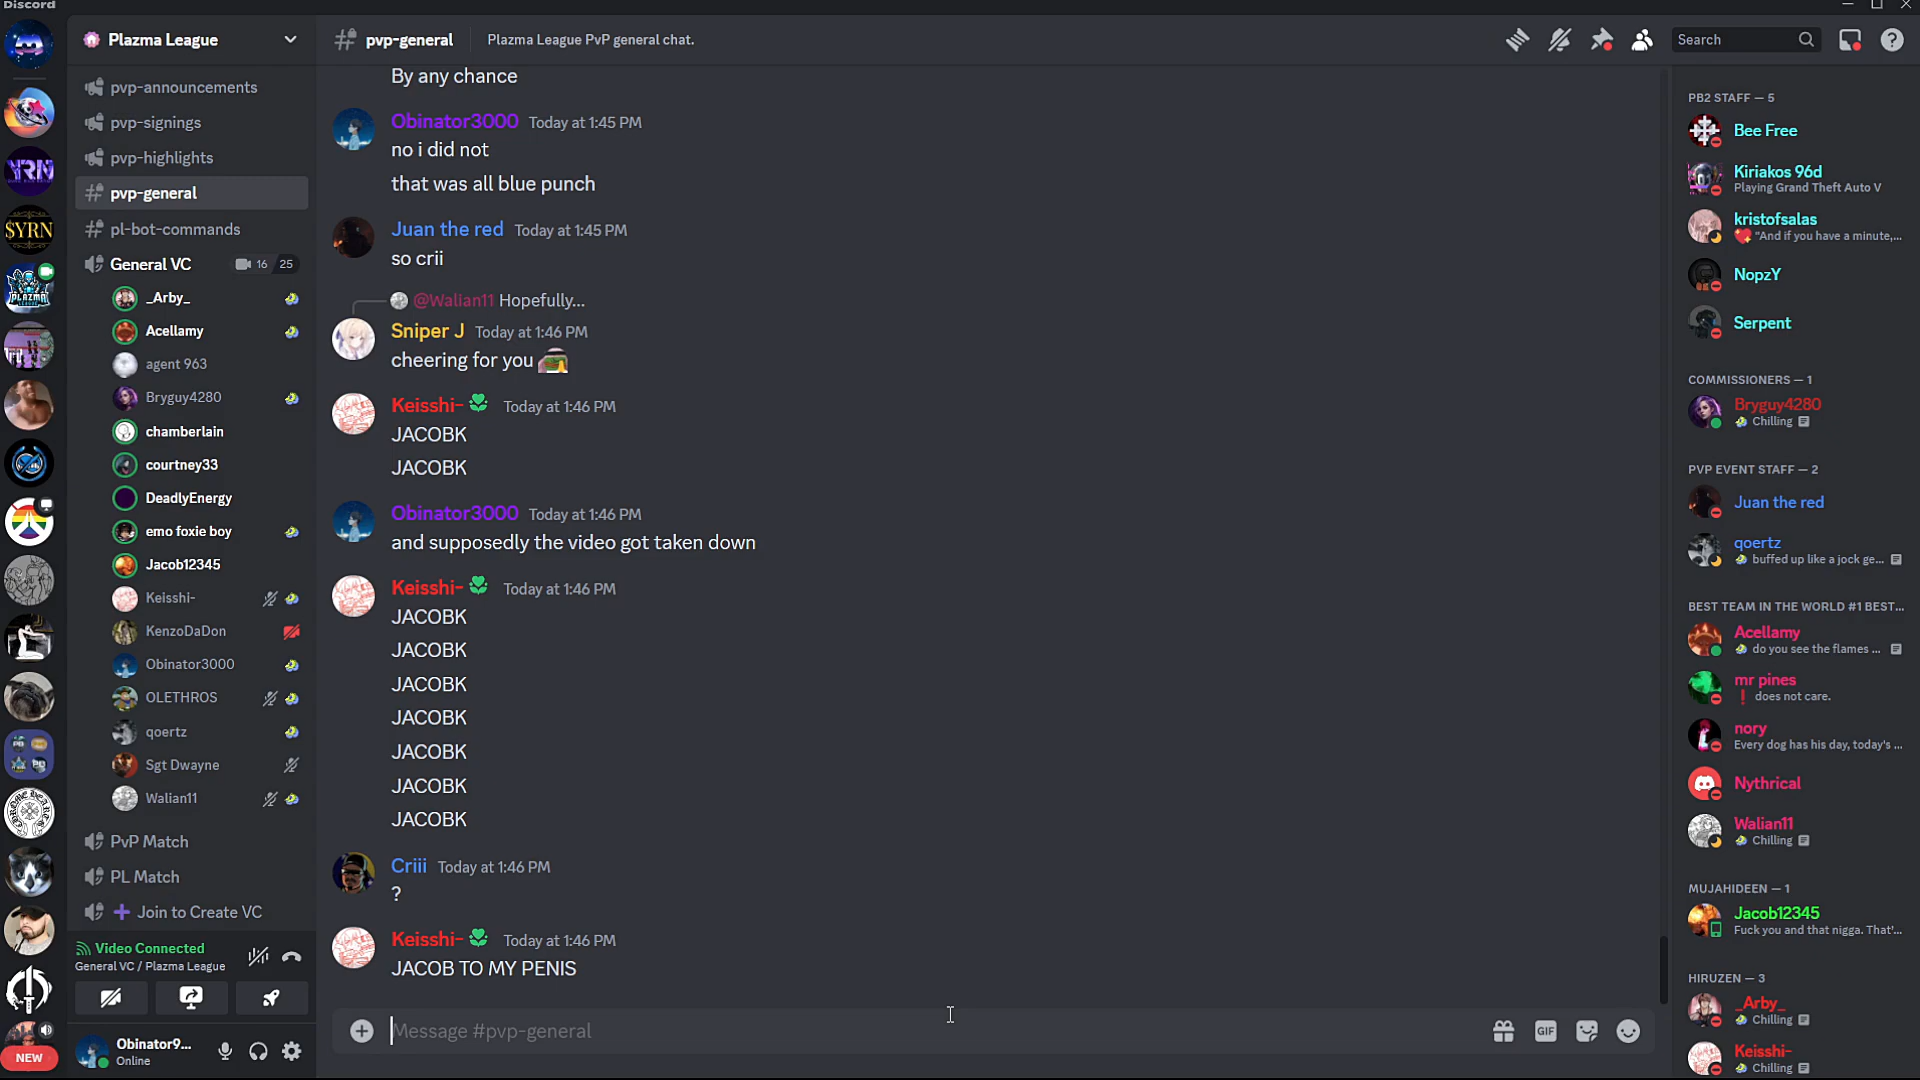 Discord
Plazma League
pvp-announcements
pvp-signings
pvp-highlights
pvp-general
pl-bot-commands
General VC 16 25
_Arby_
Acellamy
agent 963
Bryguy4280
chamberlain
courtney33
DeadlyEnergy
emo foxie boy
Jacob12345
Keisshi-
KenzoDaDon
Obinator3000
OLETHROS
qoertz
Sgt Dwayne
Walian11
PvP Match
PL Match
Join to Create VC
Video Connected
General VC / Plazma League
Obinator9...
Online
YRN
$YRN
PLAZMA
NEW
pvp-general Plazma League PvP general chat.
Search
By any chance
Obinator3000 Today at 1:45 PM
no i did not
that was all blue punch
Juan the red Today at 1:45 PM
so crii
@Walian11 Hopefully...
Sniper J Today at 1:46 PM
cheering for you
Keisshi- Today at 1:46 PM
JACOBK
JACOBK
Obinator3000 Today at 1:46 PM
and supposedly the video got taken down
Keisshi- Today at 1:46 PM
JACOBK
JACOBK
JACOBK
JACOBK
JACOBK
JACOBK
JACOBK
Criii Today at 1:46 PM
?
Keisshi- Today at 1:46 PM
JACOB TO MY PENIS
Message #pvp-general
GIF
PB2 STAFF — 5
Bee Free
Kiriakos 96d
Playing Grand Theft Auto V
kristofsalas
"And if you have a minute,...
NopzY
Serpent
COMMISSIONERS — 1
Bryguy4280
Chilling
PVP EVENT STAFF — 2
Juan the red
qoertz
buffed up like a jock ge...
BEST TEAM IN THE WORLD #1 BEST...
Acellamy
do you see the flames ...
mr pines
does not care.
nory
Every dog has his day, today's ...
Nythrical
Walian11
Chilling
MUJAHIDEEN — 1
Jacob12345
Fuck you and that nigga. That'...
HIRUZEN — 3
_Arby_
Chilling
Keisshi-
Chilling